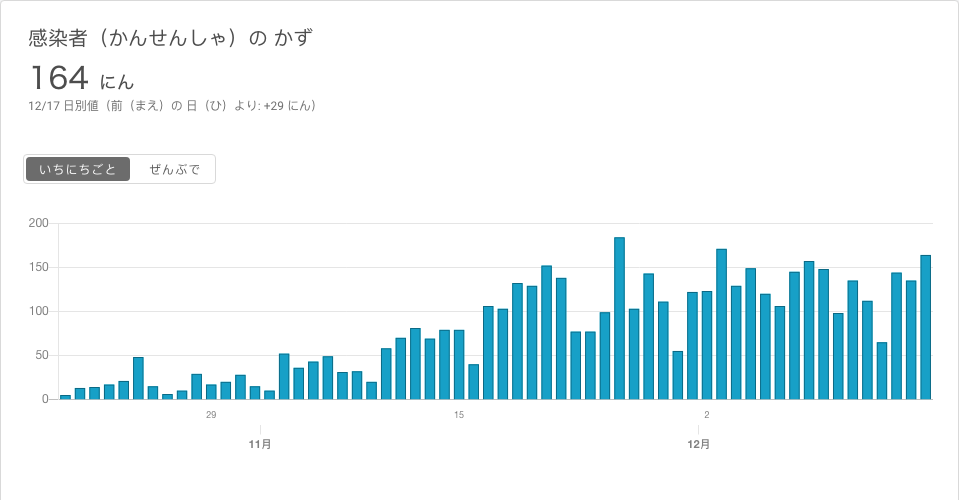 感染者（かんせんしゃ）の かず
164 にん
12/17 日別値（前（まえ）の 日（ひ）より: +29 にん）
いちにちごと ぜんぶで
200
150
100
50
0
29 15 2
11月 12月